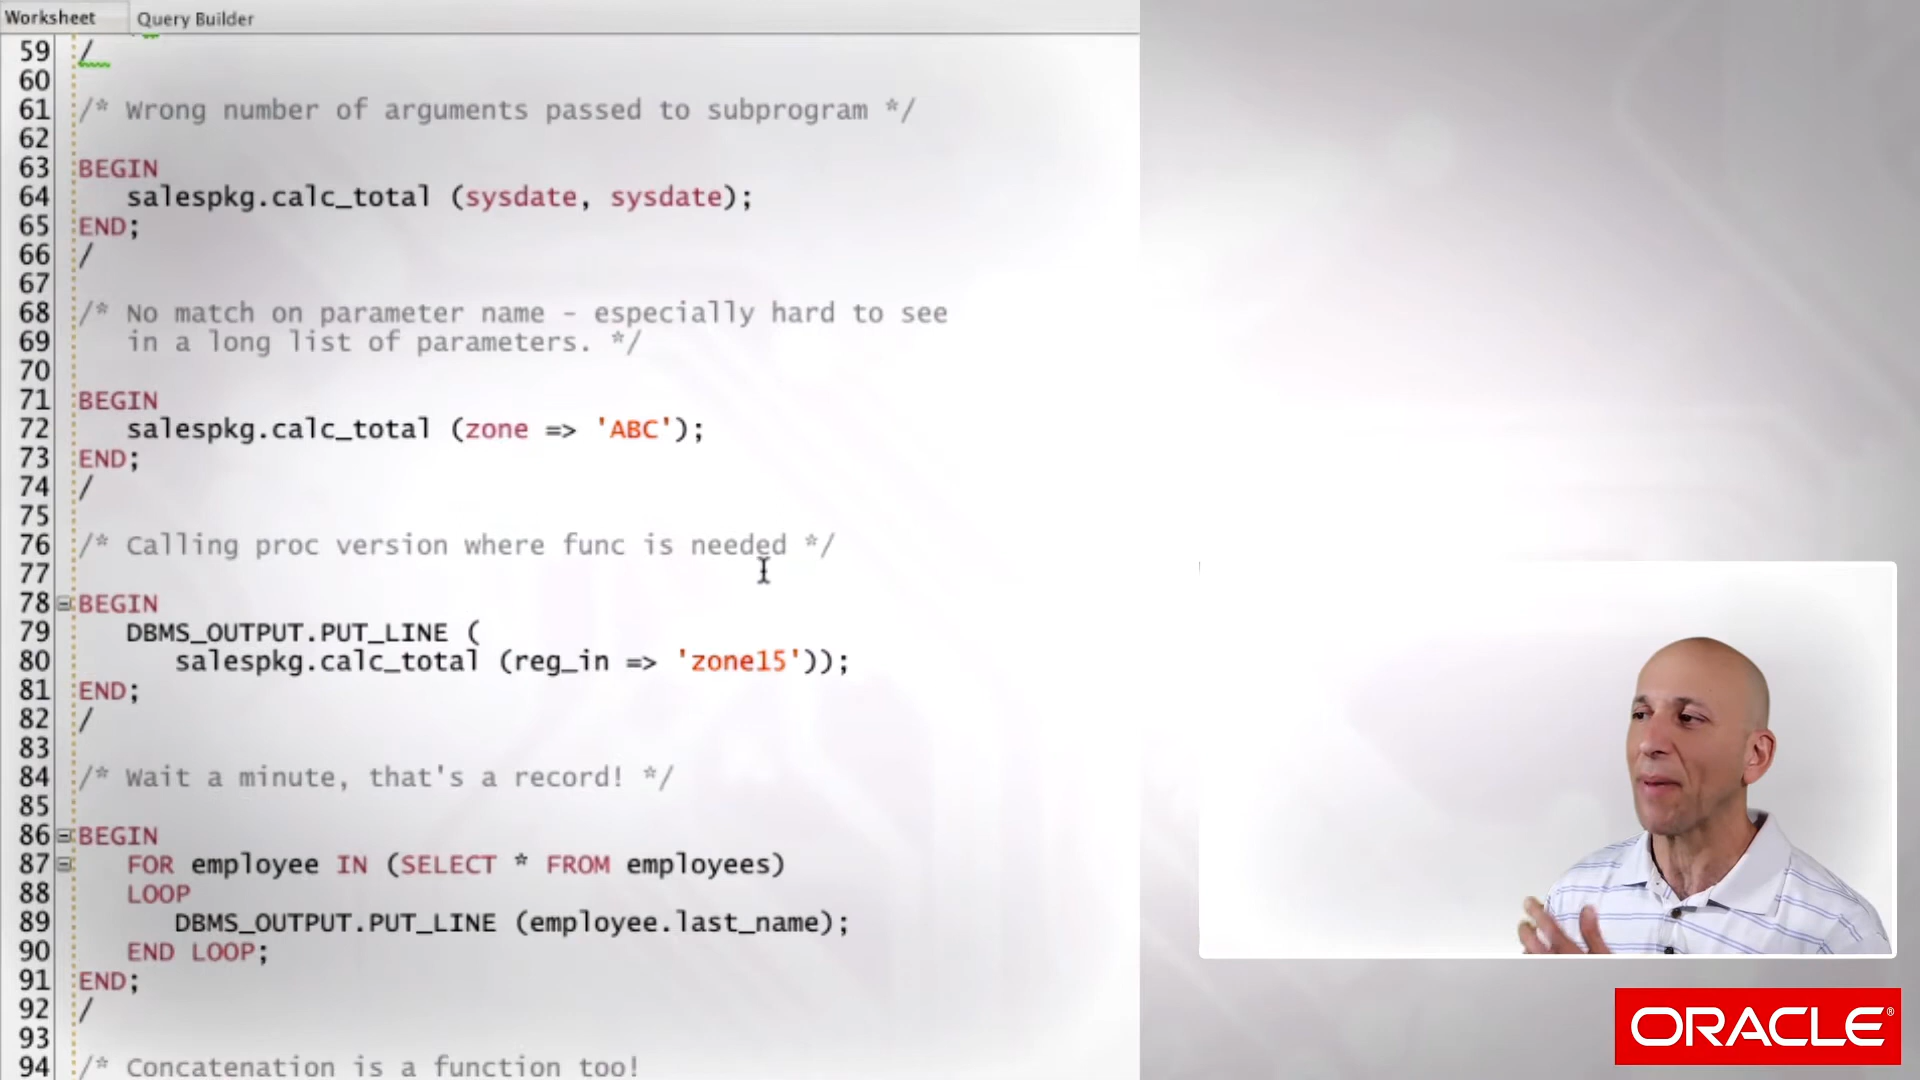 Worksheet
Query Builder
59 /
60
61 /* Wrong number of arguments passed to subprogram */
62
63 BEGIN
64 salespkg.calc_total (sysdate, sysdate);
65 END;
66 /
67
68 /* No match on parameter name - especially hard to see
69 in a long list of parameters. */
70
71 BEGIN
72 salespkg.calc_total (zone => 'ABC');
73 END;
74 /
75
76 /* Calling proc version where func is needed */
77
78 BEGIN
79 DBMS_OUTPUT.PUT_LINE (
80 salespkg.calc_total (reg_in => 'zone15'));
81 END;
82 /
83
84 /* Wait a minute, that's a record! */
85
86 BEGIN
87 FOR employee IN (SELECT * FROM employees)
88 LOOP
89 DBMS_OUTPUT.PUT_LINE (employee.last_name);
90 END LOOP;
91 END;
92 /
93
94 /* Concatenation is a function too!
ORACLE®